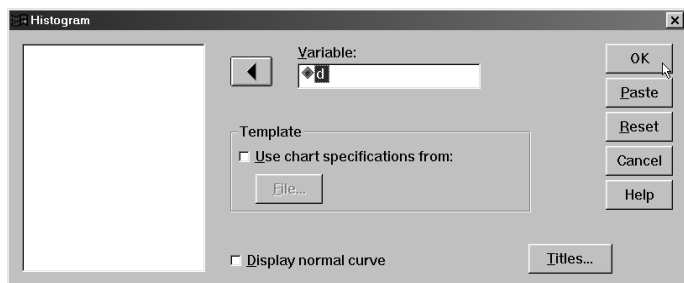 Histogram
Variable:
d
OK
Paste
Reset
Cancel
Help
Template
Use chart specifications from:
File...
Display normal curve
Titles...